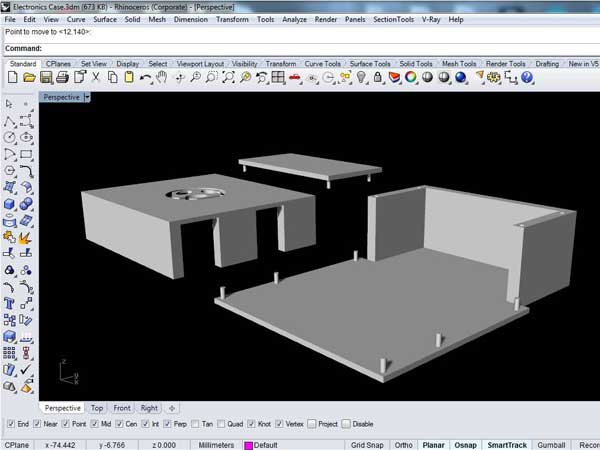 Electronics Case.3dm (673 KB) - Rhinoceros (Corporate) - [Perspective]
File Edit View Curve Surface Solid Mesh Dimension Transform Tools Analyze Render Panels SectionTools V-Ray Help
Point to move to <12,140>:
Command:
Standard CPlanes Set View Display Select Viewport Layout Visibility Transform Curve Tools Surface Tools Solid Tools Mesh Tools Render Tools Drafting New in V5
Perspective
z
y
x
Perspective Top Front Right
End Near Point Mid Cen Int Perp Tan Quad Knot Vertex Project Disable
CPlane x -74.442 y -6.766 z 0.000 Millimeters Default Grid Snap Ortho Planar Osnap SmartTrack Gumball Record